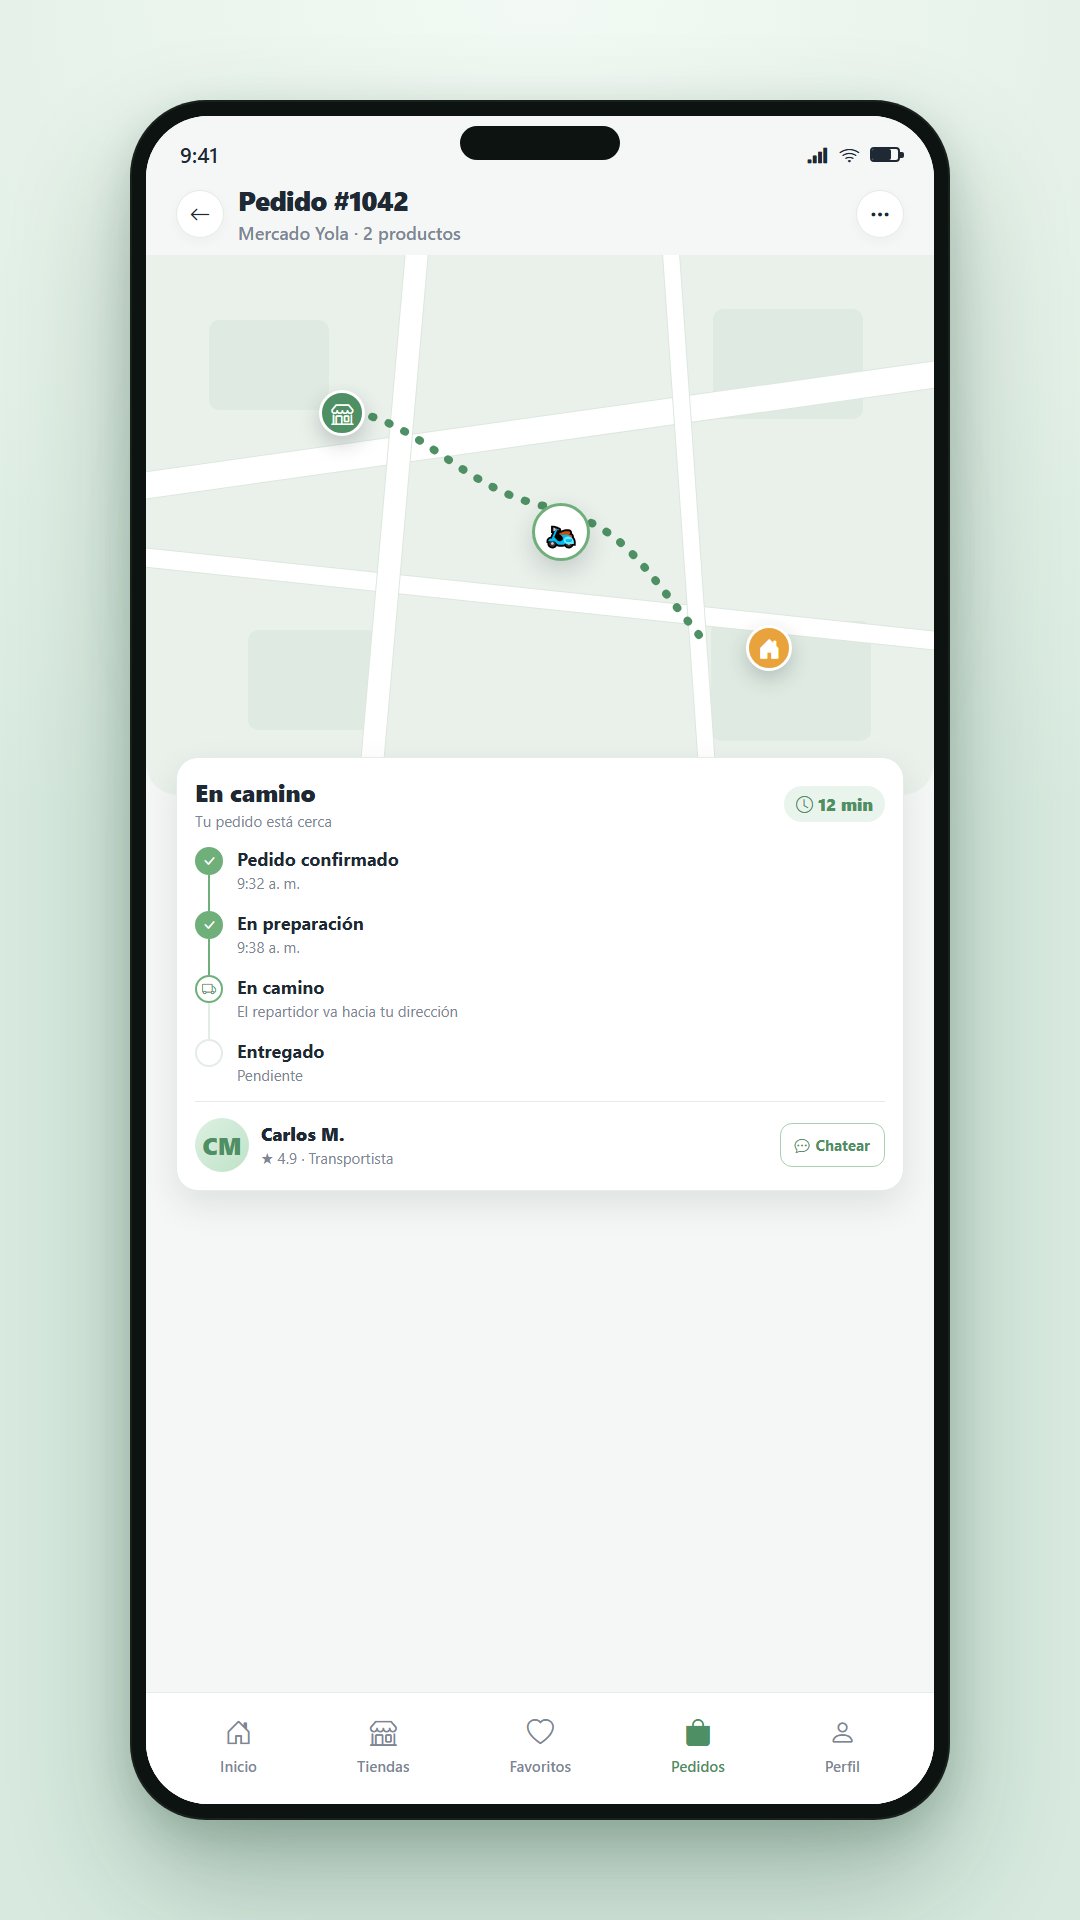 9:41
Pedido #1042
Mercado Yola · 2 productos
En camino
Tu pedido está cerca
12 min
Pedido confirmado
9:32 a. m.
En preparación
9:38 a. m.
En camino
El repartidor va hacia tu dirección
Entregado
Pendiente
CM
Carlos M.
★ 4.9 · Transportista
Chatear
Inicio
Tiendas
Favoritos
Pedidos
Perfil